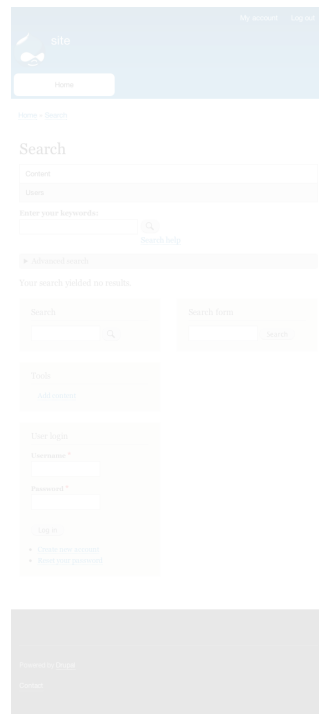 My account Log out
site
Home
Home » Search
Search
Content
Users
Enter your keywords:
Search help
Advanced search
Your search yielded no results
Search
Search form
Search
Tools
Add content
User login
Username *
Password *
Log in
Create new account
Reset your password
Powered by Drupal
Contact